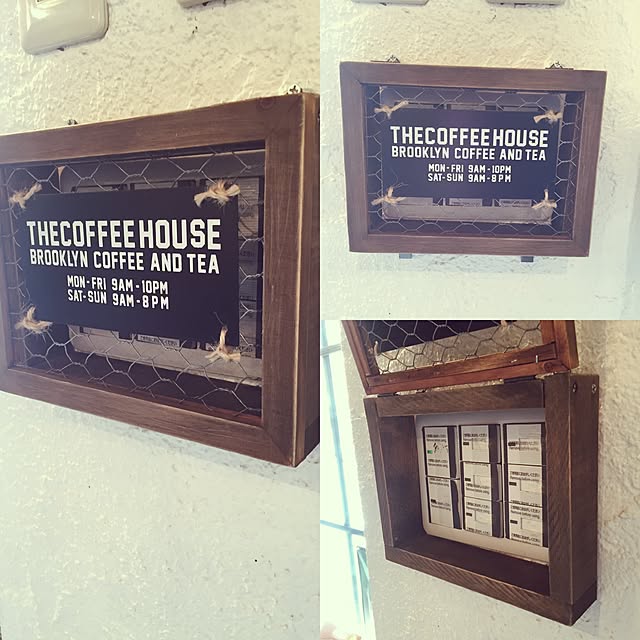 THECOFFEEHOUSE
BROOKLYN COFFEE AND TEA
MON-FRI 9AM-10PM
SAT-SUN 9AM-8PM
THECOFFEEHOUSE
BROOKLYN COFFEE AND TEA
MON-FRI 9AM-10PM
SAT-SUN 9AM-8PM